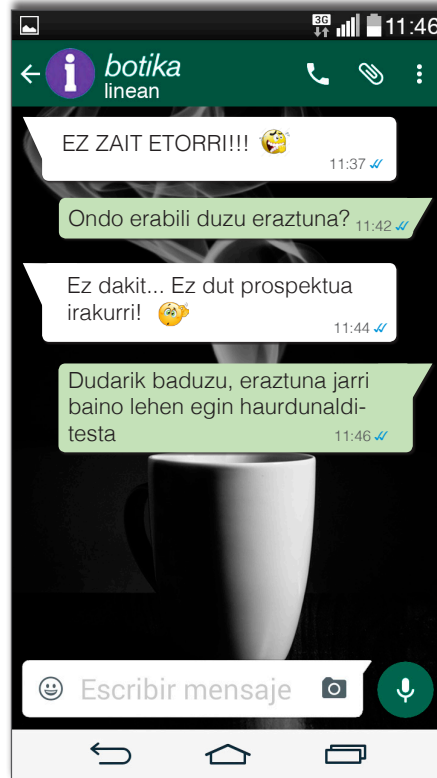 3G 11:46
i botika
linean
EZ ZAIT ETORRI!!!
11:37
Ondo erabili duzu eraztuna? 11:42
Ez dakit... Ez dut prospektua
irakurri!
11:44
Dudarik baduzu, eraztuna jarri
baino lehen egin haurdunaldi-
testa 11:46
Escribir mensaje